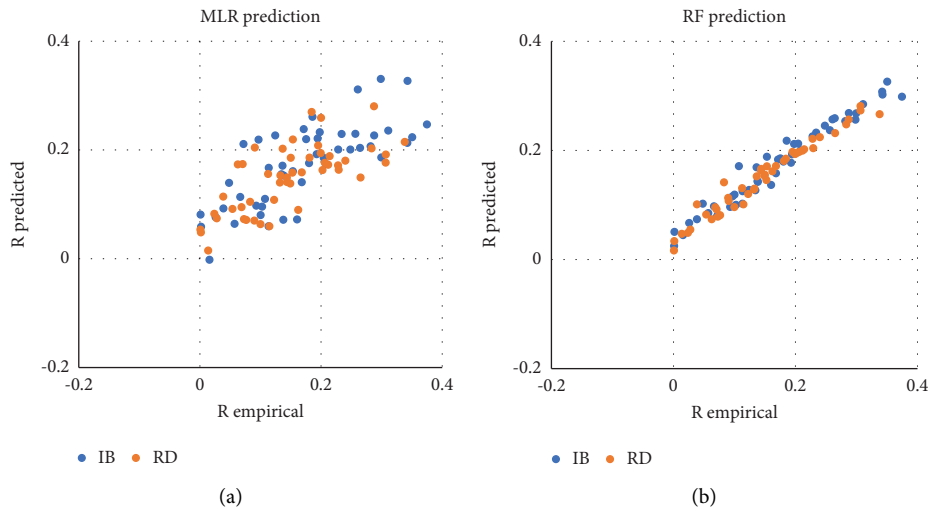 MLR prediction
(a)
0.4
0.2
0
-0.2
R predicted
-0.2
0
0.2
0.4
R empirical
IB
RD
(a)
RF prediction
(b)
0.4
0.2
0
-0.2
R predicted
-0.2
0
0.2
0.4
R empirical
IB
RD
(b)